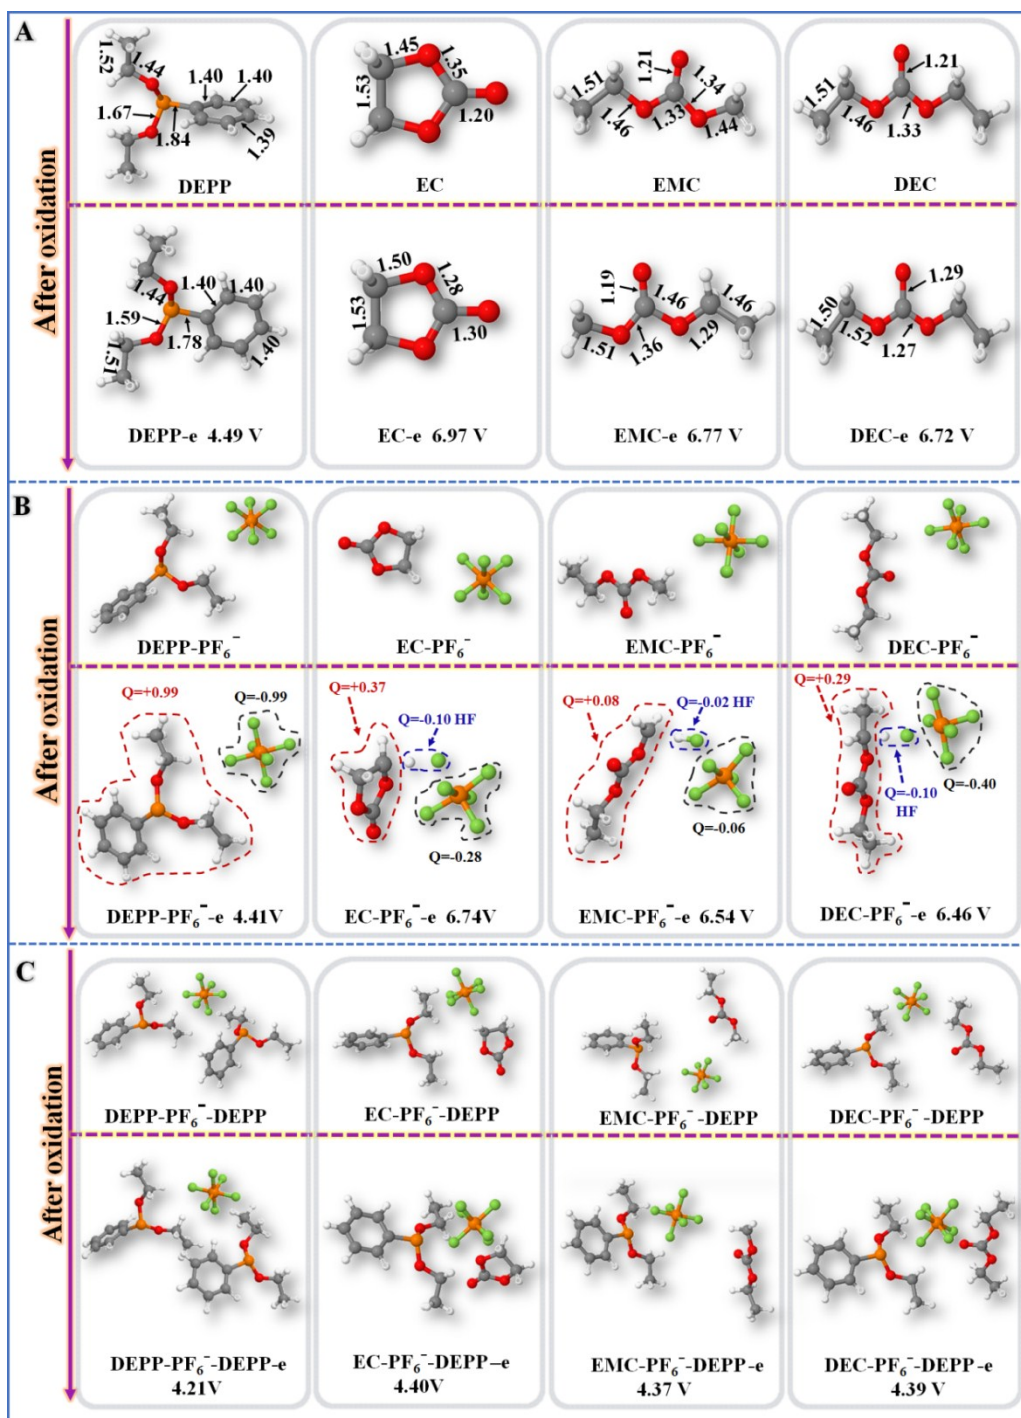 A
After oxidation
1.52
1.44
1.40
1.40
1.67
1.84
1.39
DEPP
1.45
1.35
1.53
1.20
EC
1.21
1.51
1.34
1.46
1.33
1.44
EMC
1.21
1.51
1.46
1.33
DEC
1.44
1.40
1.40
1.59
1.78
1.51
1.40
DEPP-e 4.49 V
1.50
1.28
1.53
1.30
EC-e 6.97 V
1.19
1.46
1.46
1.51
1.36
1.29
EMC-e 6.77 V
1.29
1.50
1.52
1.27
DEC-e 6.72 V
B
After oxidation
DEPP-PF₆⁻
EC-PF₆⁻
EMC-PF₆⁻
DEC-PF₆⁻
Q=+0.99
Q=-0.99
DEPP-PF₆⁻-e 4.41V
Q=+0.37
Q=-0.10 HF
Q=-0.28
EC-PF₆⁻-e 6.74V
Q=+0.08
Q=-0.02 HF
Q=-0.06
EMC-PF₆⁻-e 6.54 V
Q=+0.29
Q=-0.10
HF
Q=-0.40
DEC-PF₆⁻-e 6.46 V
C
After oxidation
DEPP-PF₆⁻-DEPP
EC-PF₆⁻-DEPP
EMC-PF₆⁻-DEPP
DEC-PF₆⁻-DEPP
DEPP-PF₆⁻-DEPP-e
4.21V
EC-PF₆⁻-DEPP–e
4.40V
EMC-PF₆⁻-DEPP-e
4.37 V
DEC-PF₆⁻-DEPP-e
4.39 V